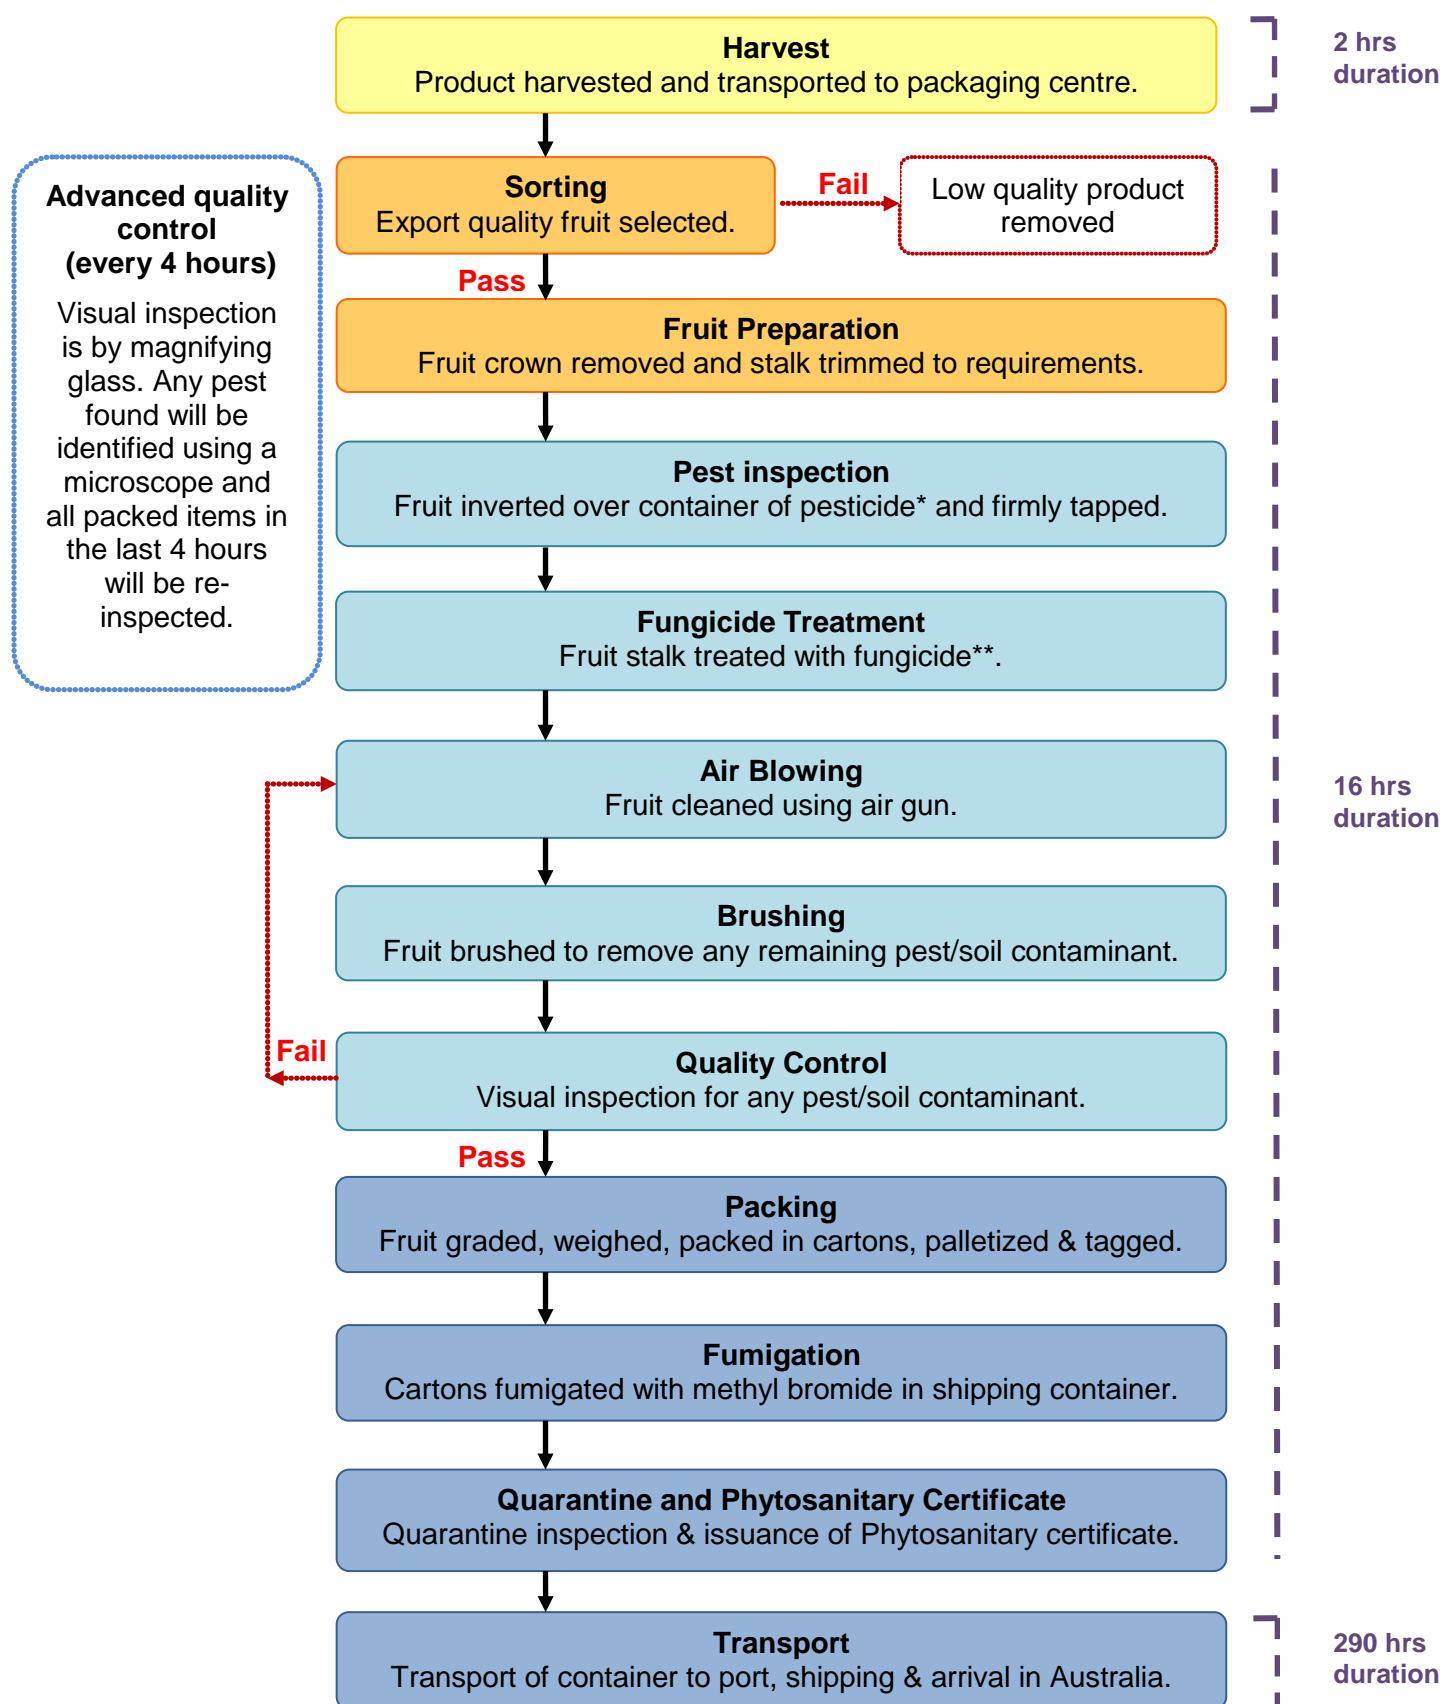 Harvest
Product harvested and transported to packaging centre.
2 hrs
duration
Advanced quality
control
(every 4 hours)
Visual inspection
is by magnifying
glass. Any pest
found will be
identified using a
microscope and
all packed items in
the last 4 hours
will be re-
inspected.
Sorting
Export quality fruit selected.
Fail
Low quality product
removed
Pass
Fruit Preparation
Fruit crown removed and stalk trimmed to requirements.
Pest inspection
Fruit inverted over container of pesticide* and firmly tapped.
Fungicide Treatment
Fruit stalk treated with fungicide**.
Air Blowing
Fruit cleaned using air gun.
16 hrs
duration
Brushing
Fruit brushed to remove any remaining pest/soil contaminant.
Fail
Quality Control
Visual inspection for any pest/soil contaminant.
Pass
Packing
Fruit graded, weighed, packed in cartons, palletized & tagged.
Fumigation
Cartons fumigated with methyl bromide in shipping container.
Quarantine and Phytosanitary Certificate
Quarantine inspection & issuance of Phytosanitary certificate.
Transport
Transport of container to port, shipping & arrival in Australia.
290 hrs
duration